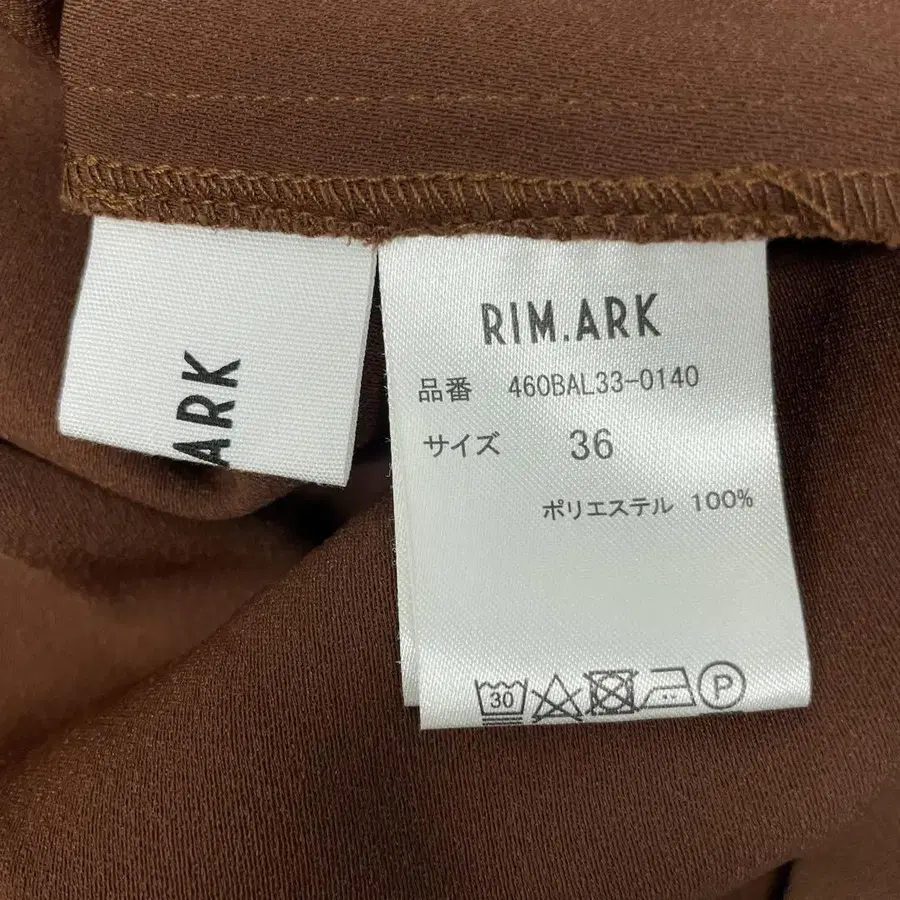 ARK
RIM.ARK
品番 460BAL33-0140
サイズ 36
ポリエステル 100%
30
P